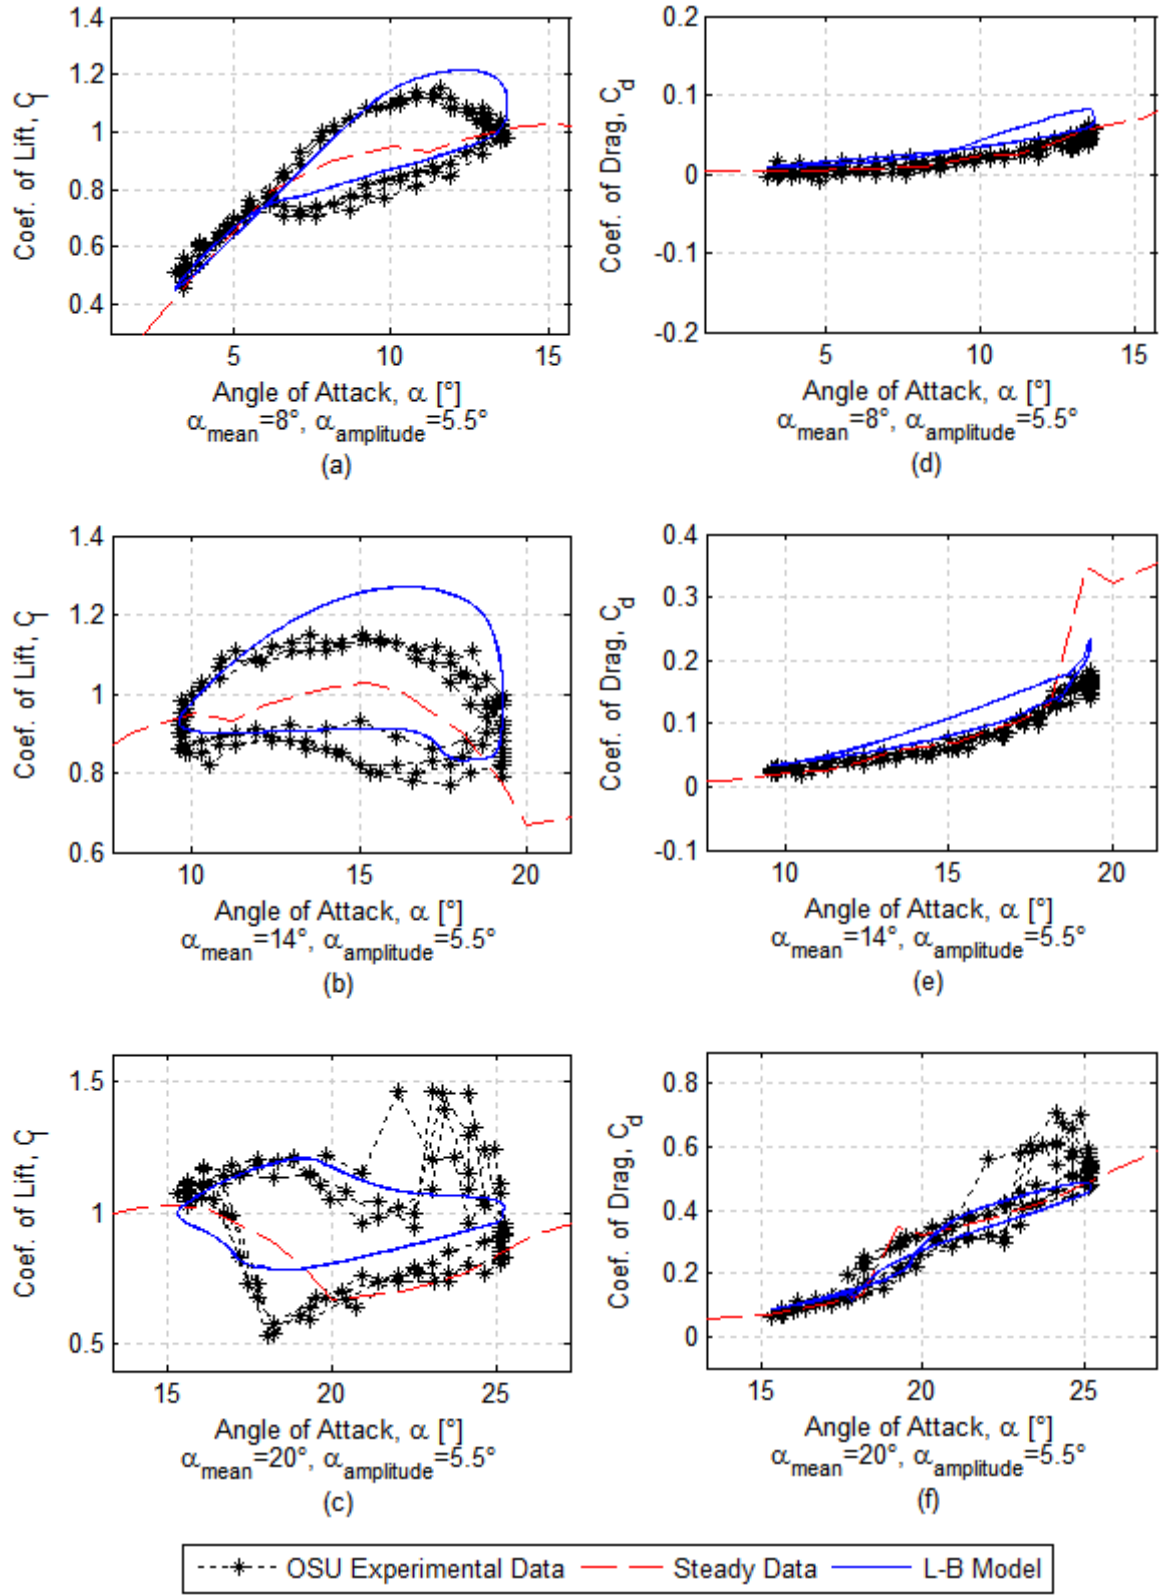 1.4
1.2
1
0.8
0.6
0.4
Coef. of Lift, Cl
5
10
15
Angle of Attack, α [°]
αmean=8°, αamplitude=5.5°
(a)
0.2
0.1
0
-0.1
-0.2
Coef. of Drag, Cd
5
10
15
Angle of Attack, α [°]
αmean=8°, αamplitude=5.5°
(d)
1.4
1.2
1
0.8
0.6
Coef. of Lift, Cl
10
15
20
Angle of Attack, α [°]
αmean=14°, αamplitude=5.5°
(b)
0.4
0.3
0.2
0.1
0
-0.1
Coef. of Drag, Cd
10
15
20
Angle of Attack, α [°]
αmean=14°, αamplitude=5.5°
(e)
1.5
1
0.5
Coef. of Lift, Cl
15
20
25
Angle of Attack, α [°]
αmean=20°, αamplitude=5.5°
(c)
0.8
0.6
0.4
0.2
0
Coef. of Drag, Cd
15
20
25
Angle of Attack, α [°]
αmean=20°, αamplitude=5.5°
(f)
OSU Experimental Data
Steady Data
L-B Model